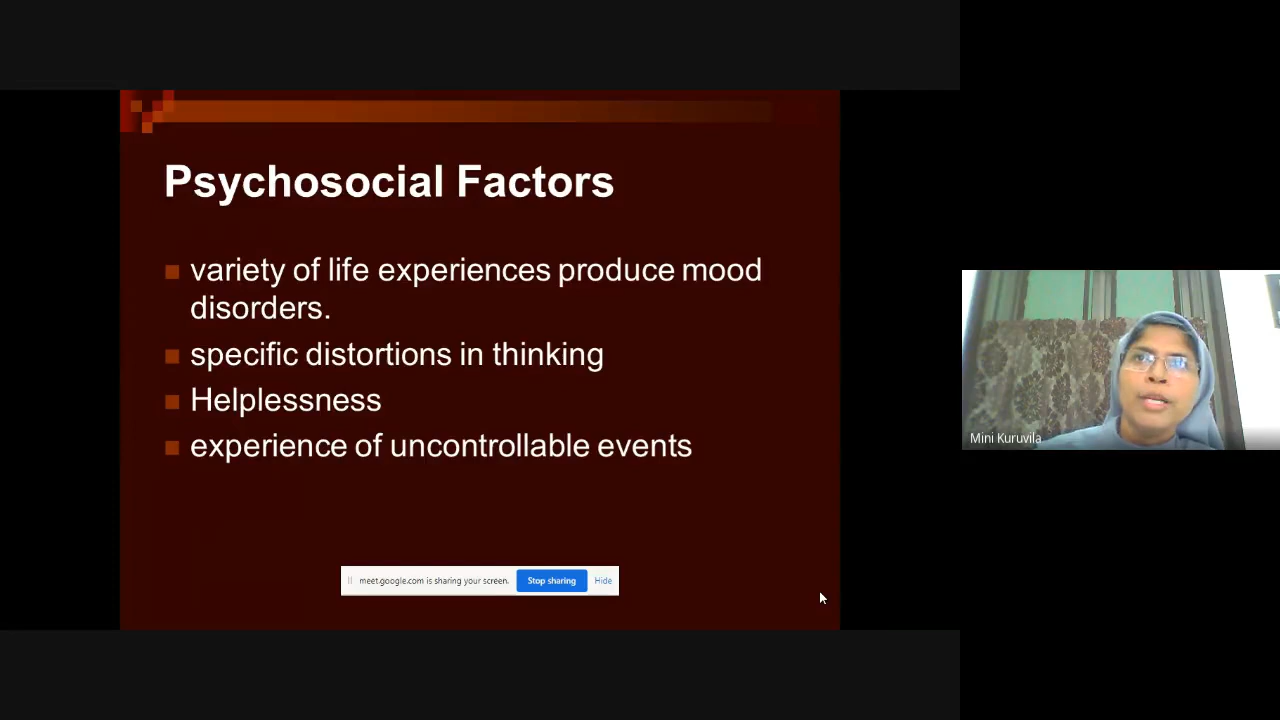 Psychosocial Factors
variety of life experiences produce mood
disorders.
specific distortions in thinking
Helplessness
experience of uncontrollable events
meet.google.com is sharing your screen. Stop sharing Hide
Mini Kuruvila